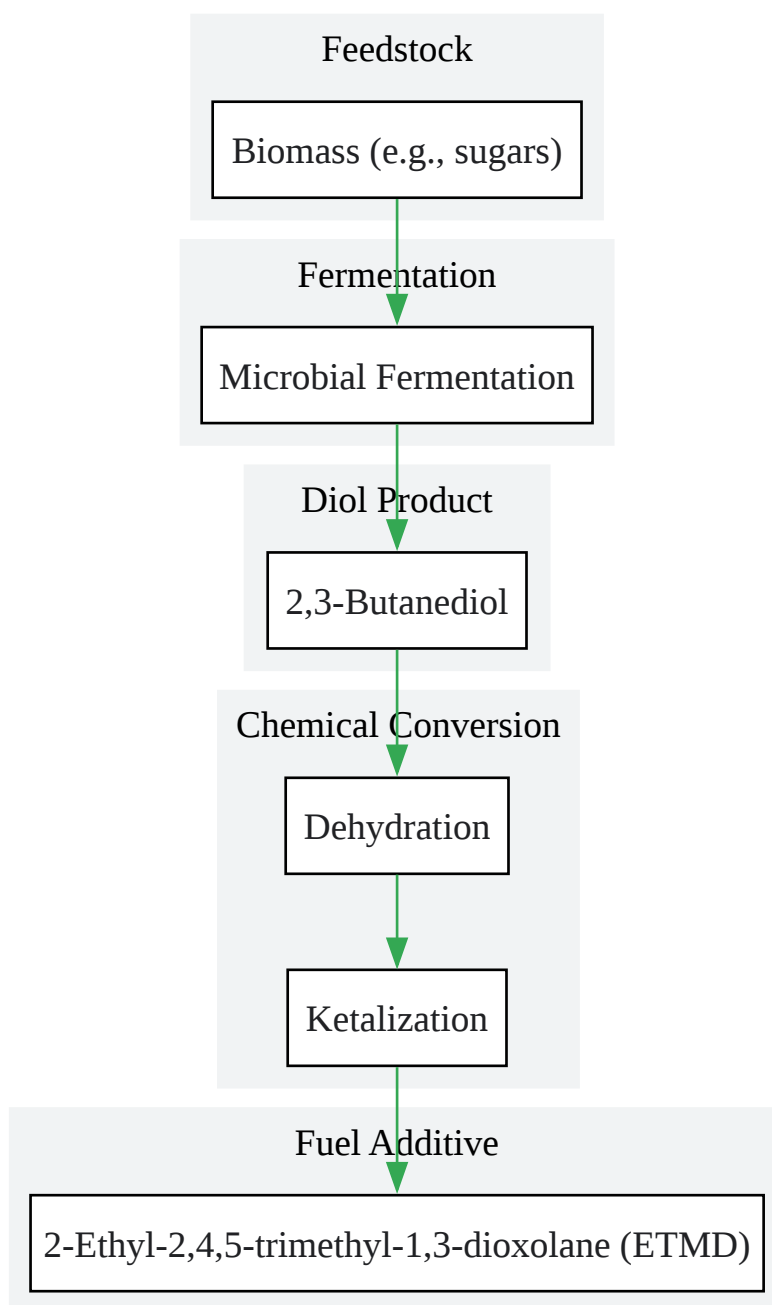 Feedstock
Biomass (e.g., sugars)
Fermentation
Microbial Fermentation
Diol Product
2,3-Butanediol
Chemical Conversion
Dehydration
Ketalization
Fuel Additive
2-Ethyl-2,4,5-trimethyl-1,3-dioxolane (ETMD)